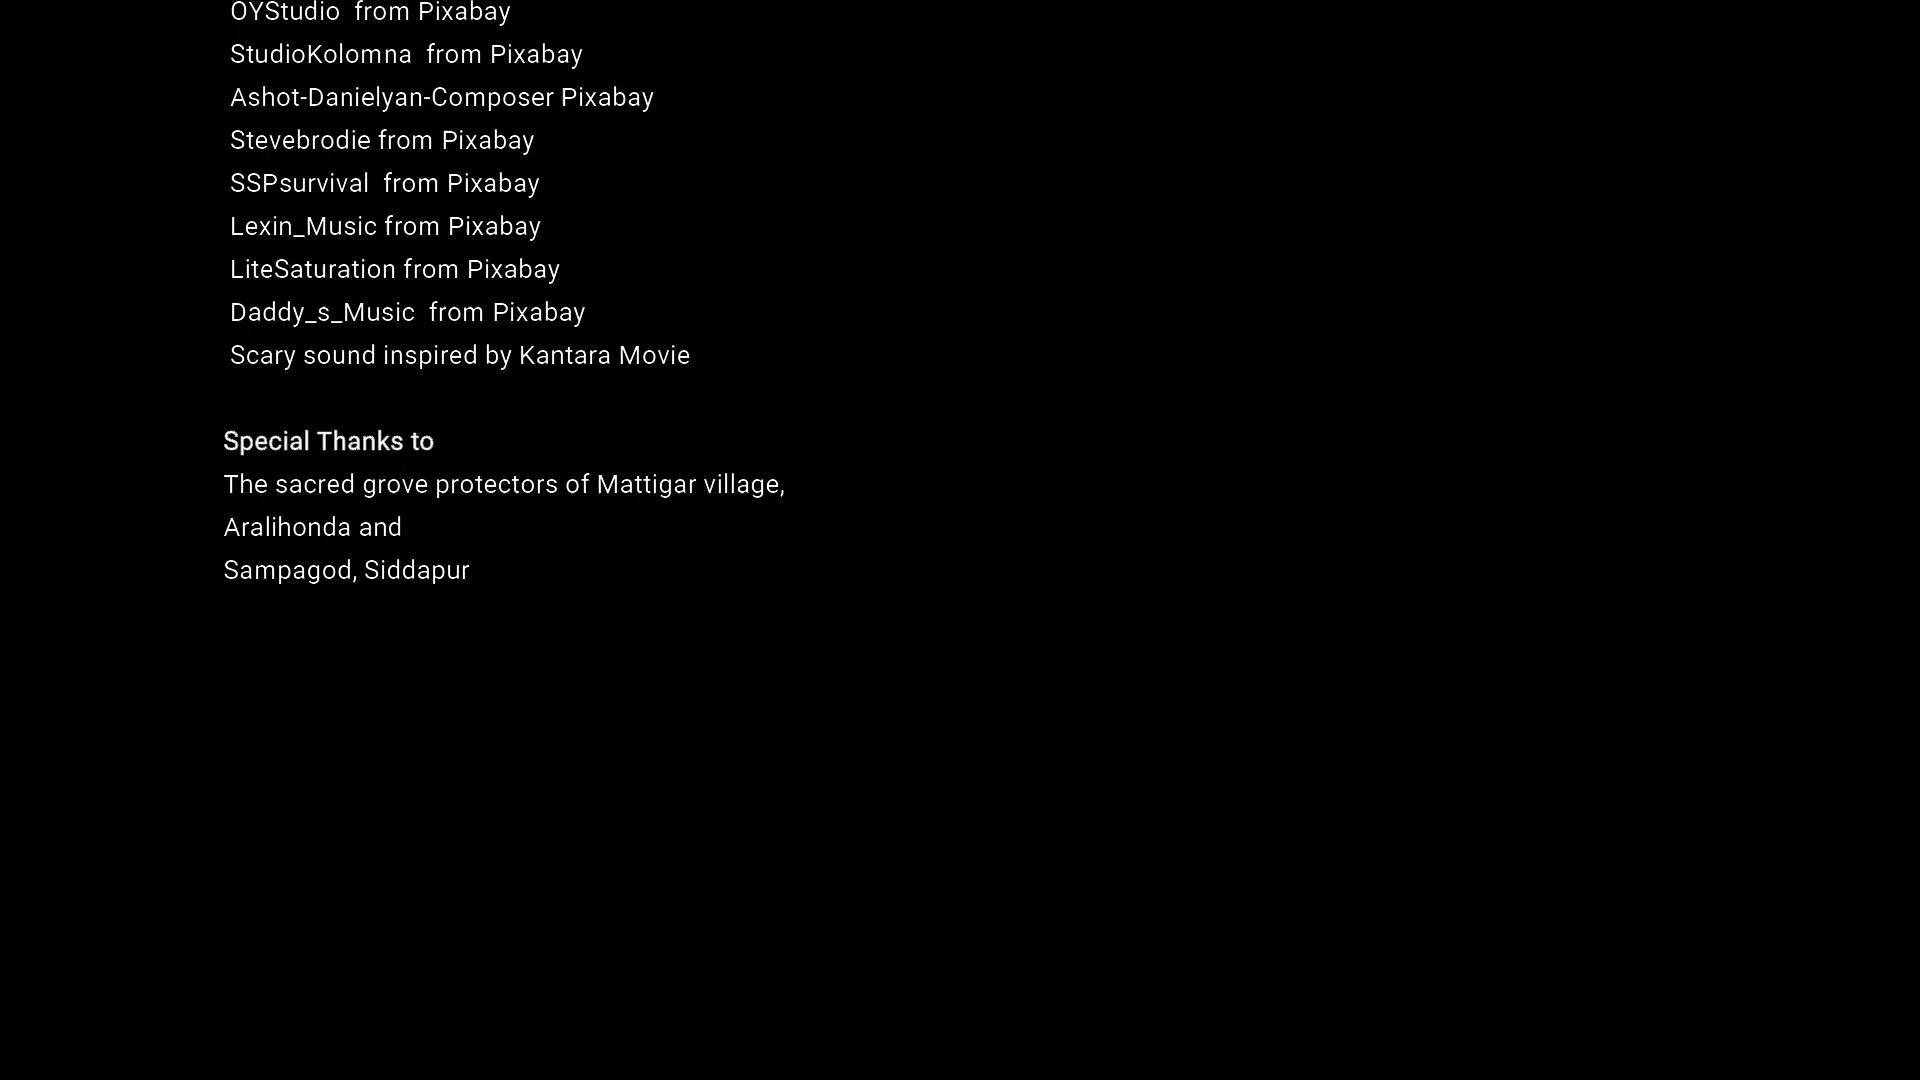 OYStudio  from Pixabay
StudioKolomna  from Pixabay
Ashot-Danielyan-Composer Pixabay
Stevebrodie from Pixabay
SSPsurvival  from Pixabay
Lexin_Music from Pixabay
LiteSaturation from Pixabay
Daddy_s_Music  from Pixabay
Scary sound inspired by Kantara Movie
Special Thanks to
The sacred grove protectors of Mattigar village,
Aralihonda and
Sampagod, Siddapur